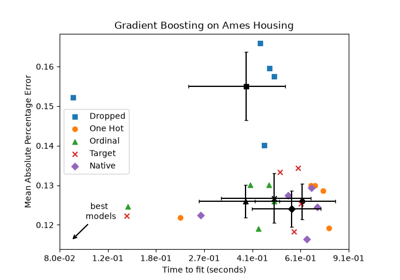 Gradient Boosting on Ames Housing
Mean Absolute Percentage Error
0.16
0.15
0.14
0.13
0.12
Dropped
One Hot
Ordinal
Target
Native
best
models
8.0e-02
1.2e-01
1.8e-01
2.7e-01
4.1e-01
6.1e-01
9.1e-01
Time to fit (seconds)